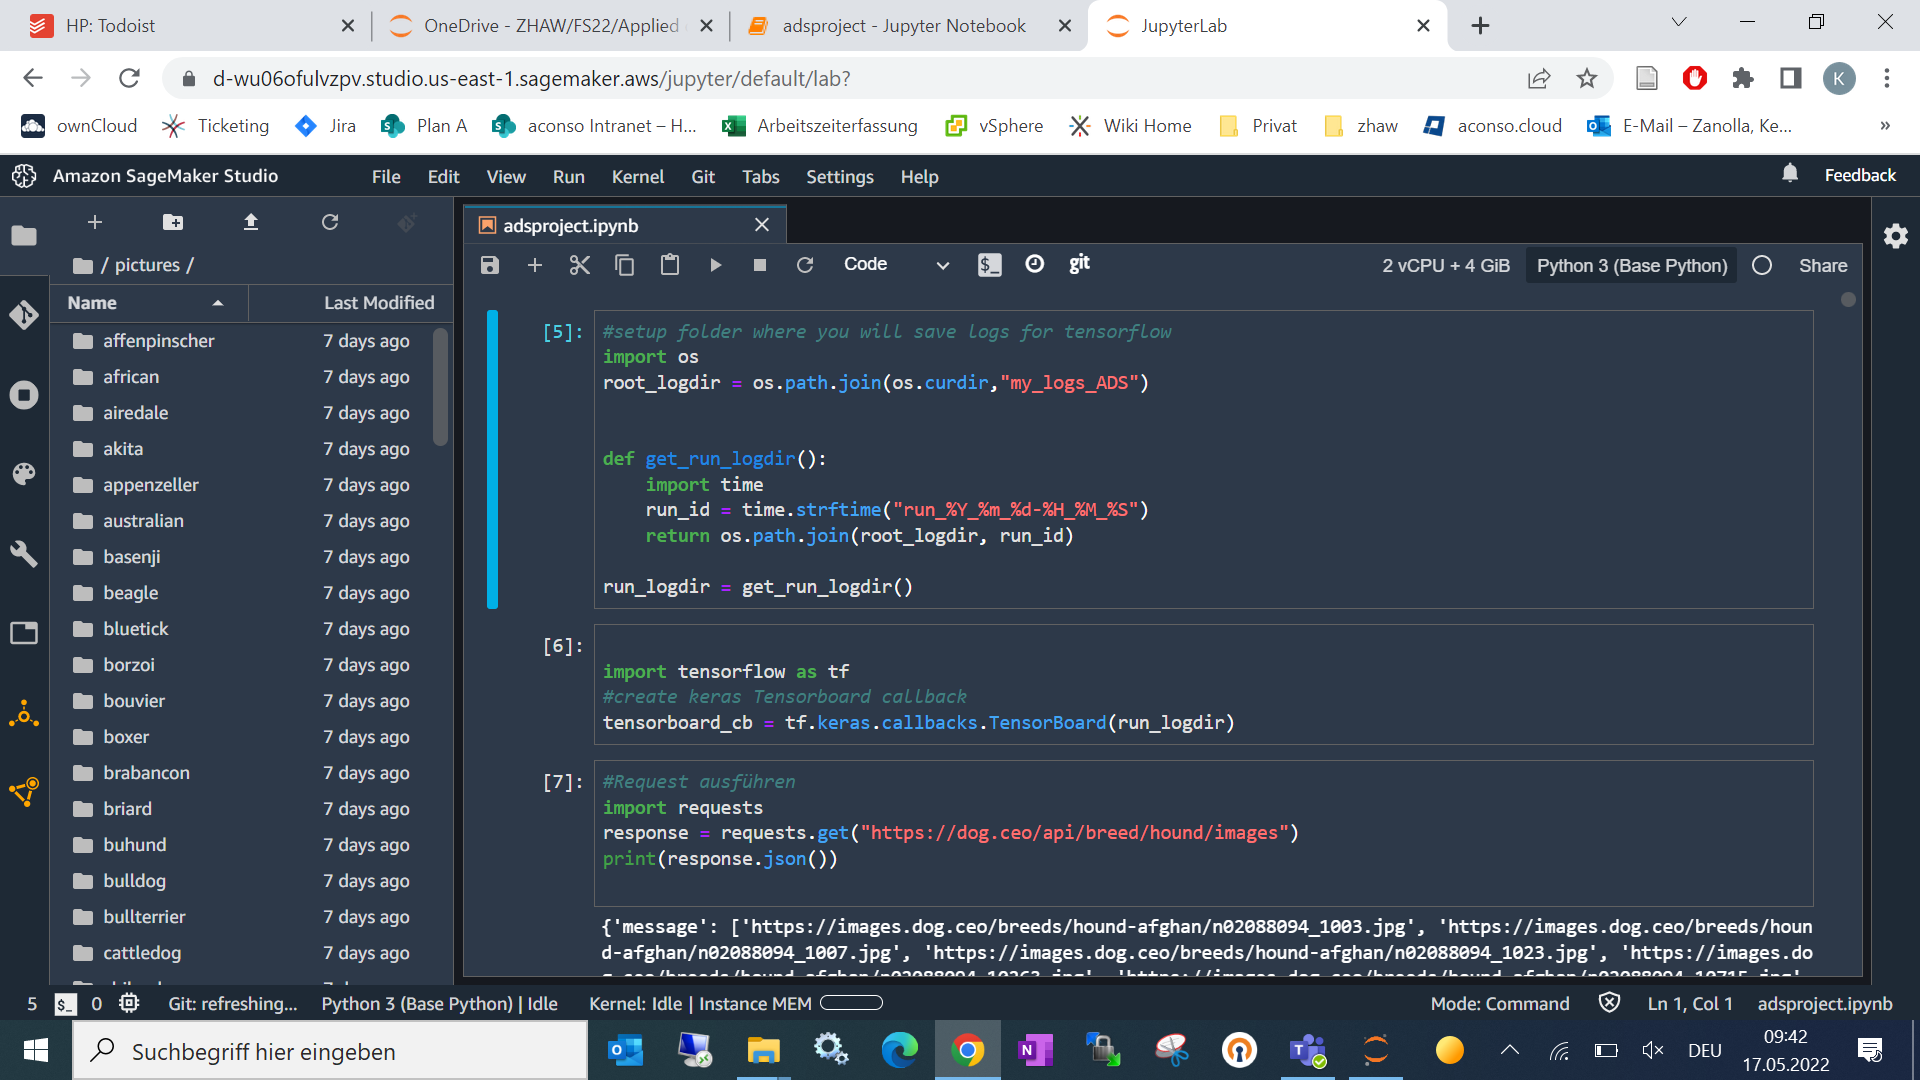 HP: Todoist
OneDrive - ZHAW/FS22/Applied
adsproject - Jupyter Notebook
JupyterLab
d-wu06ofulvzpv.studio.us-east-1.sagemaker.aws/jupyter/default/lab?
K
ownCloud
Ticketing
Jira
Plan A
aconso Intranet – H...
Arbeitszeiterfassung
vSphere
Wiki Home
Privat
zhaw
aconso.cloud
E-Mail – Zanolla, Ke...
»
Amazon SageMaker Studio
File Edit View Run Kernel Git Tabs Settings Help
Feedback
/ pictures /
Name Last Modified
affenpinscher 7 days ago
african 7 days ago
airedale 7 days ago
akita 7 days ago
appenzeller 7 days ago
australian 7 days ago
basenji 7 days ago
beagle 7 days ago
bluetick 7 days ago
borzoi 7 days ago
bouvier 7 days ago
boxer 7 days ago
brabancon 7 days ago
briard 7 days ago
buhund 7 days ago
bulldog 7 days ago
bullterrier 7 days ago
cattledog 7 days ago
adsproject.ipynb
Code
git
2 vCPU + 4 GiB
Python 3 (Base Python)
Share
[5]:
#setup folder where you will save logs for tensorflow
import os
root_logdir = os.path.join(os.curdir,"my_logs_ADS")
def get_run_logdir():
import time
run_id = time.strftime("run_%Y_%m_%d-%H_%M_%S")
return os.path.join(root_logdir, run_id)
run_logdir = get_run_logdir()
[6]:
import tensorflow as tf
#create keras Tensorboard callback
tensorboard_cb = tf.keras.callbacks.TensorBoard(run_logdir)
[7]:
#Request ausführen
import requests
response = requests.get("https://dog.ceo/api/breed/hound/images")
print(response.json())
{'message': ['https://images.dog.ceo/breeds/hound-afghan/n02088094_1003.jpg', 'https://images.dog.ceo/breeds/houn
d-afghan/n02088094_1007.jpg', 'https://images.dog.ceo/breeds/hound-afghan/n02088094_1023.jpg', 'https://images.do
5
$_
0
Git: refreshing...
Python 3 (Base Python) | Idle
Kernel: Idle | Instance MEM
Mode: Command
Ln 1, Col 1
adsproject.ipynb
Suchbegriff hier eingeben
DEU
09:42
17.05.2022